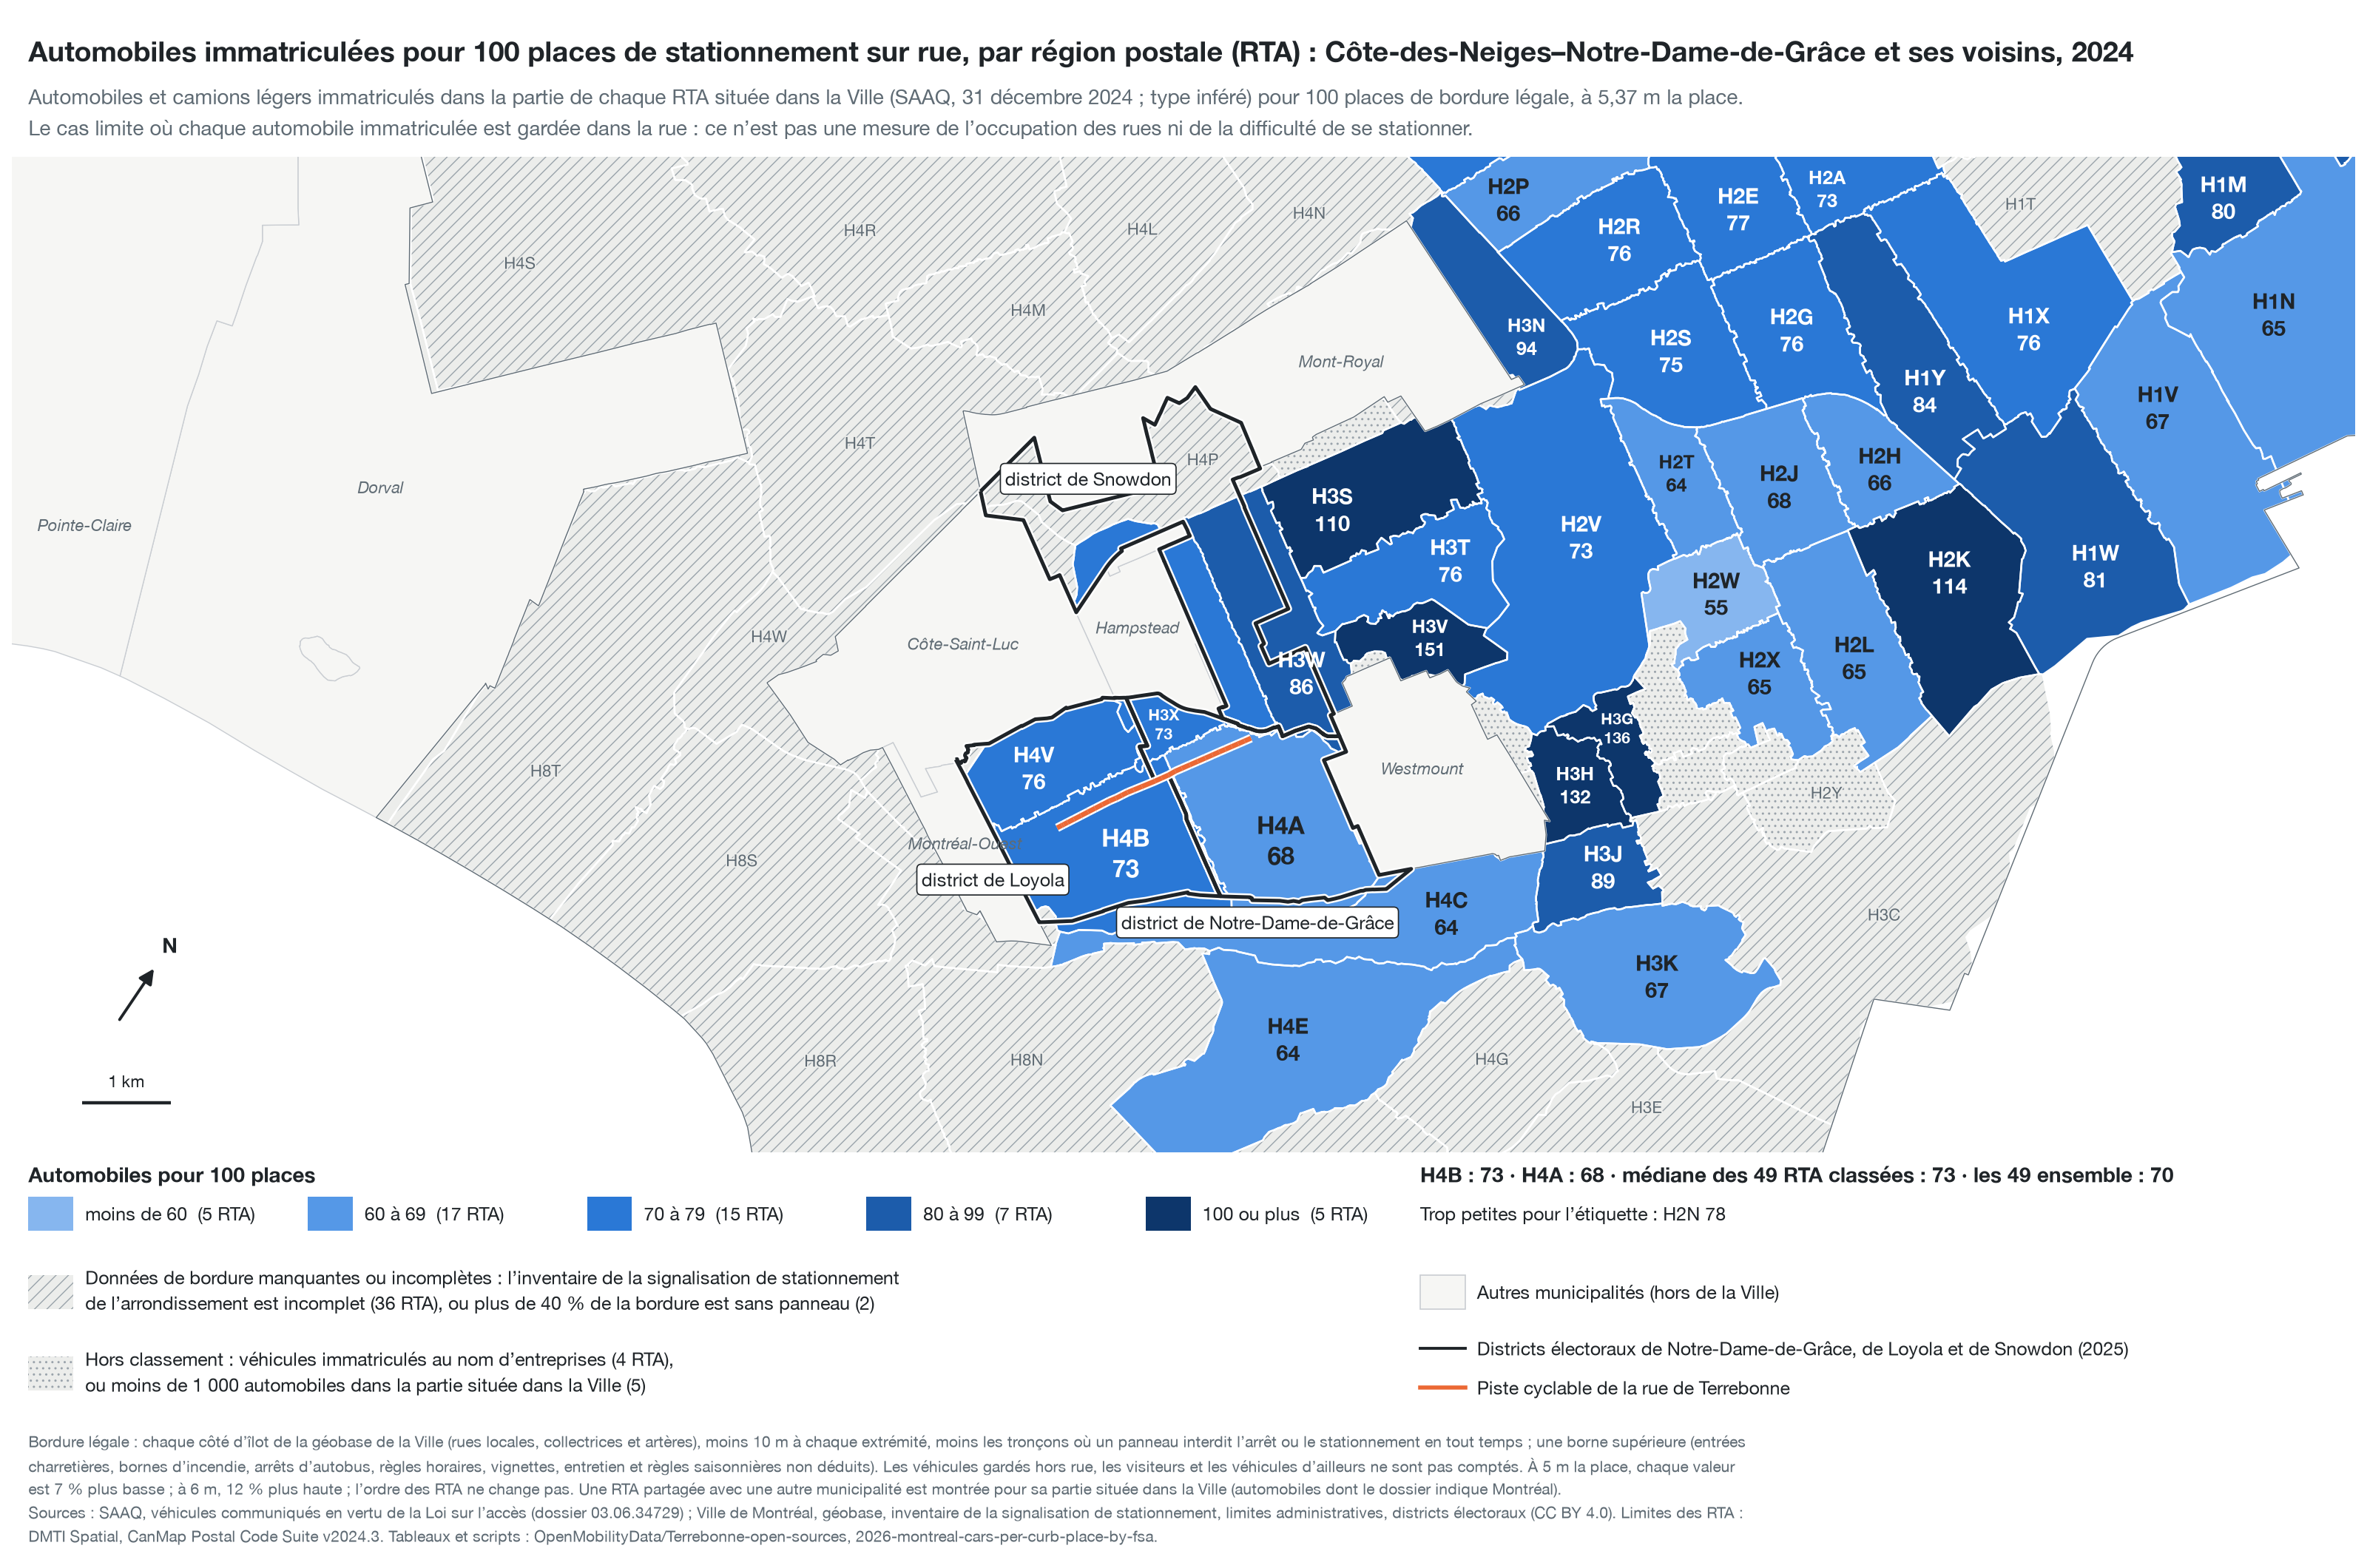 Automobiles immatriculées pour 100 places de stationnement sur rue, par région postale (RTA) : Côte-des-Neiges–Notre-Dame-de-Grâce et ses voisins, 2024
Automobiles et camions légers immatriculés dans la partie de chaque RTA située dans la Ville (SAAQ, 31 décembre 2024 ; type inféré) pour 100 places de bordure légale, à 5,37 m la place.
Le cas limite où chaque automobile immatriculée est gardée dans la rue : ce n’est pas une mesure de l’occupation des rues ni de la difficulté de se stationner.
H2P
66
H2R
76
H2E
77
H2A
73
H1T
H1M
80
H4S
H4R
H4L
H4N
H4M
H3N
94
H2S
75
H2G
76
H1Y
84
H1X
76
H1N
65
H1V
67
Mont-Royal
H4T
H4P
district de Snowdon
Dorval
Pointe-Claire
H3S
110
H3T
76
H2V
73
H2T
64
H2J
68
H2H
66
H2K
114
H1W
81
H2W
55
H2X
65
H2L
65
H3V
151
H4W
Côte-Saint-Luc
Hampstead
H3W
86
H3X
73
H4V
76
H3G
136
H3H
132
Westmount
H2Y
H8T
H8S
Montréal-Ouest
H4B
73
H4A
68
H3J
89
district de Loyola
district de Notre-Dame-de-Grâce
H4C
64
H3C
H3K
67
H4E
64
H8R
H8N
H4G
H3E
N
1 km
Automobiles pour 100 places
moins de 60 (5 RTA)
60 à 69 (17 RTA)
70 à 79 (15 RTA)
80 à 99 (7 RTA)
100 ou plus (5 RTA)
H4B : 73 · H4A : 68 · médiane des 49 RTA classées : 73 · les 49 ensemble : 70
Trop petites pour l’étiquette : H2N 78
Données de bordure manquantes ou incomplètes : l’inventaire de la signalisation de stationnement
de l’arrondissement est incomplet (36 RTA), ou plus de 40 % de la bordure est sans panneau (2)
Hors classement : véhicules immatriculés au nom d’entreprises (4 RTA),
ou moins de 1 000 automobiles dans la partie située dans la Ville (5)
Autres municipalités (hors de la Ville)
Districts électoraux de Notre-Dame-de-Grâce, de Loyola et de Snowdon (2025)
Piste cyclable de la rue de Terrebonne
Bordure légale : chaque côté d’îlot de la géobase de la Ville (rues locales, collectrices et artères), moins 10 m à chaque extrémité, moins les tronçons où un panneau interdit l’arrêt ou le stationnement en tout temps ; une borne supérieure (entrées
charretières, bornes d’incendie, arrêts d’autobus, règles horaires, vignettes, entretien et règles saisonnières non déduits). Les véhicules gardés hors rue, les visiteurs et les véhicules d’ailleurs ne sont pas comptés. À 5 m la place, chaque valeur
est 7 % plus basse ; à 6 m, 12 % plus haute ; l’ordre des RTA ne change pas. Une RTA partagée avec une autre municipalité est montrée pour sa partie située dans la Ville (automobiles dont le dossier indique Montréal).
Sources : SAAQ, véhicules communiqués en vertu de la Loi sur l’accès (dossier 03.06.34729) ; Ville de Montréal, géobase, inventaire de la signalisation de stationnement, limites administratives, districts électoraux (CC BY 4.0). Limites des RTA :
DMTI Spatial, CanMap Postal Code Suite v2024.3. Tableaux et scripts : OpenMobilityData/Terrebonne-open-sources, 2026-montreal-cars-per-curb-place-by-fsa.